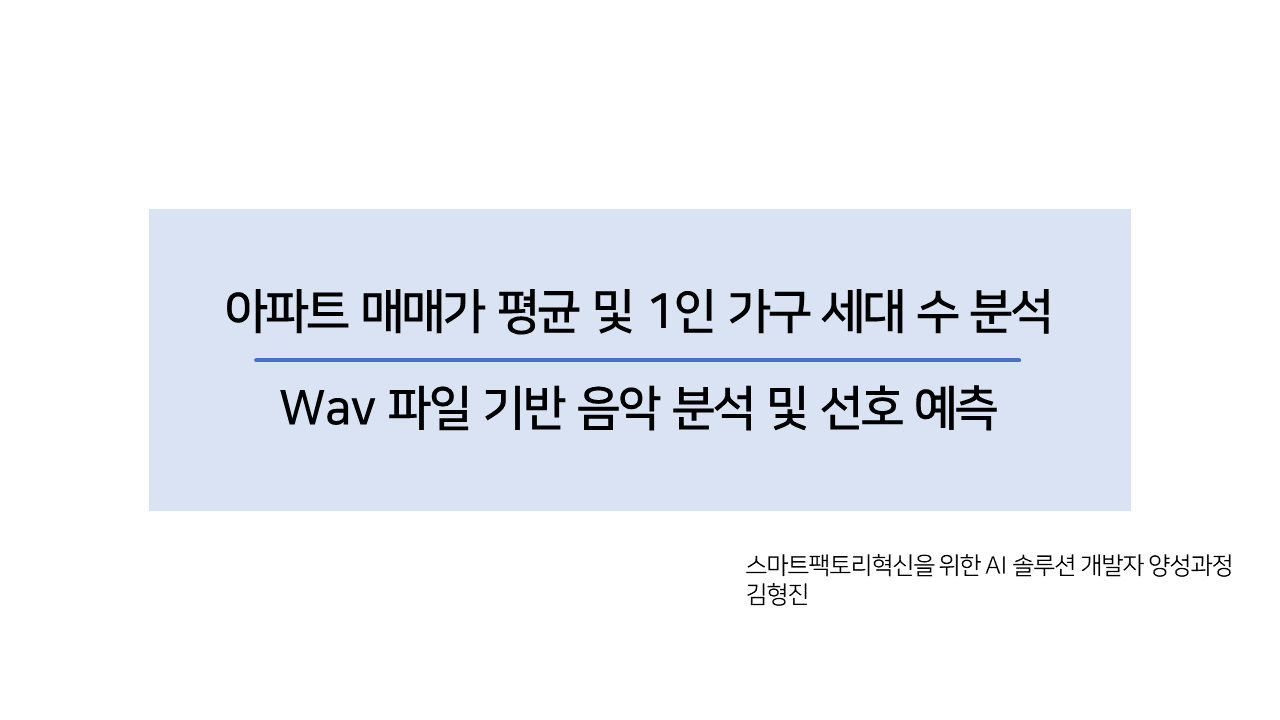 아파트 매매가 평균 및 1인 가구 세대 수 분석
Wav 파일 기반 음악 분석 및 선호 예측
스마트팩토리혁신을 위한 AI 솔루션 개발자 양성과정
김형진